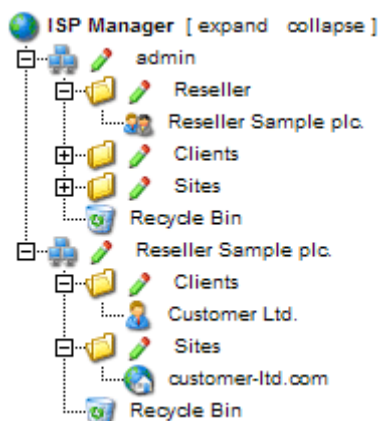 ISP Manager [ expand collapse ]
admin
Reseller
Reseller Sample plc.
Clients
Sites
Recycle Bin
Reseller Sample plc.
Clients
Customer Ltd.
Sites
customer-ltd.com
Recycle Bin